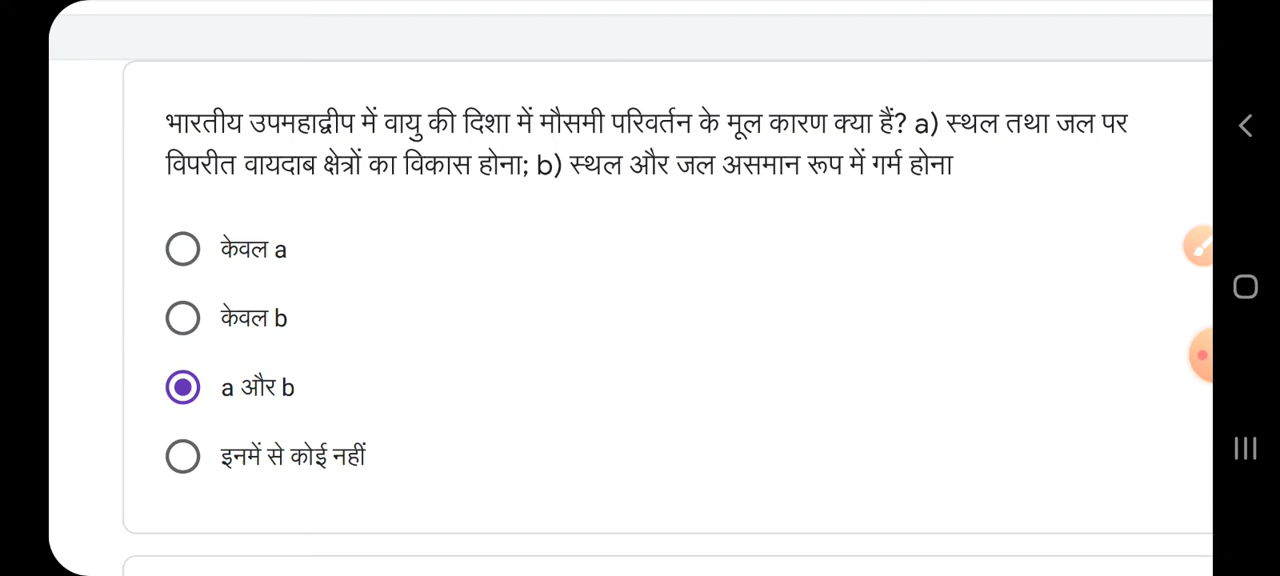 भारतीय उपमहाद्वीप में वायु की दिशा में मौसमी परिवर्तन के मूल कारण क्या हैं? a) स्थल तथा जल पर
विपरीत वायदाब क्षेत्रों का विकास होना; b) स्थल और जल असमान रूप में गर्म होना
केवल a
केवल b
a और b
इनमें से कोई नहीं